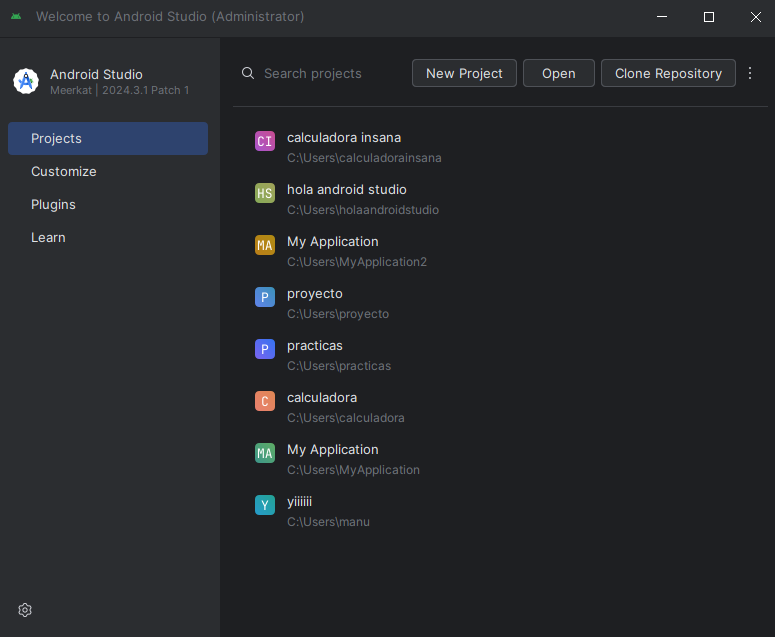 Welcome to Android Studio (Administrator)
Android Studio
Meerkat | 2024.3.1 Patch 1
Projects
Customize
Plugins
Learn
Search projects
New Project
Open
Clone Repository
CI
calculadora insana
C:\Users\calculadorainsana
HS
hola android studio
C:\Users\holaandroidstudio
MA
My Application
C:\Users\MyApplication2
P
proyecto
C:\Users\proyecto
P
practicas
C:\Users\practicas
C
calculadora
C:\Users\calculadora
MA
My Application
C:\Users\MyApplication
Y
yiiiiii
C:\Users\manu